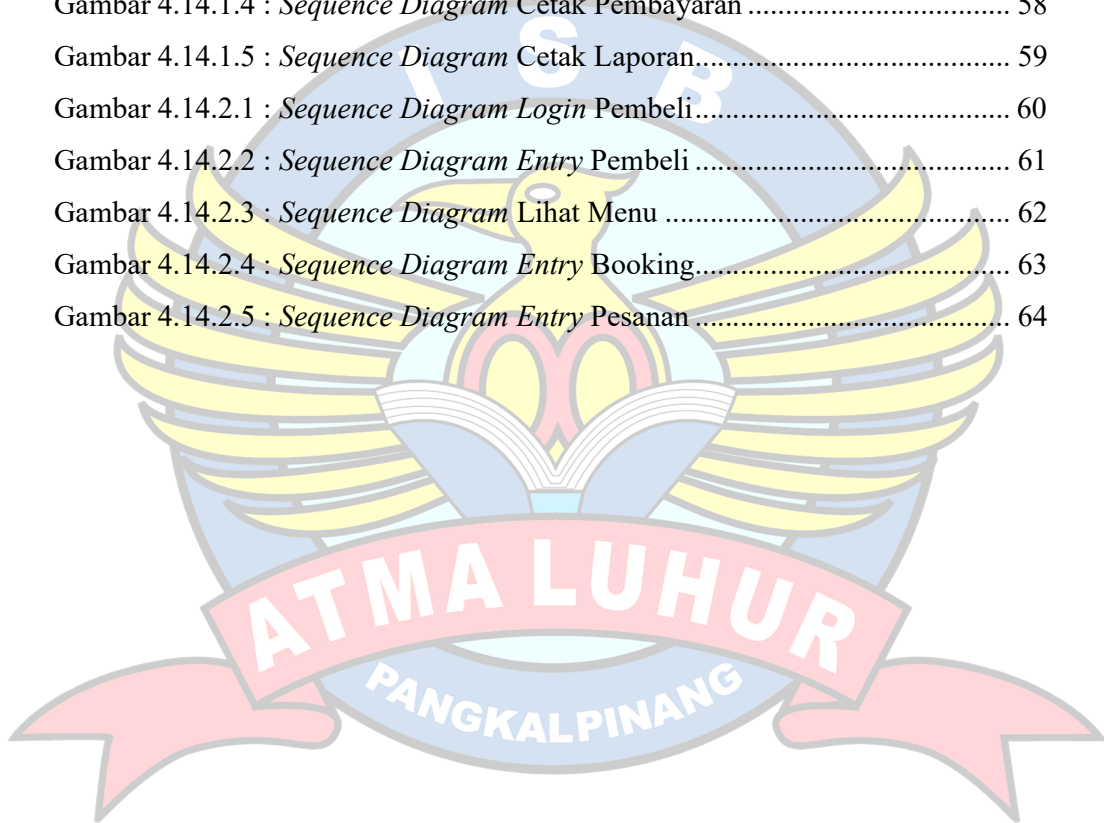 Gambar 4.14.1.4 : Sequence Diagram Cetak Pembayaran .................................. 58
Gambar 4.14.1.5 : Sequence Diagram Cetak Laporan......................................... 59
Gambar 4.14.2.1 : Sequence Diagram Login Pembeli......................................... 60
Gambar 4.14.2.2 : Sequence Diagram Entry Pembeli ......................................... 61
Gambar 4.14.2.3 : Sequence Diagram Lihat Menu ............................................ 62
Gambar 4.14.2.4 : Sequence Diagram Entry Booking......................................... 63
Gambar 4.14.2.5 : Sequence Diagram Entry Pesanan ......................................... 64
I S B
ATMA LUHUR
PANGKALPINANG